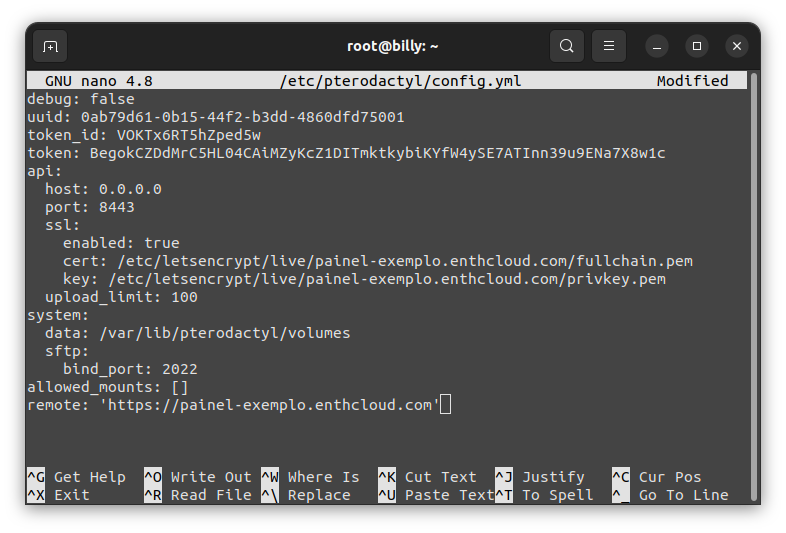 root@billy: ~
GNU nano 4.8 /etc/pterodactyl/config.yml Modified
debug: false
uuid: 0ab79d61-0b15-44f2-b3dd-4860dfd75001
token_id: VOKTx6RT5hZped5w
token: BegokCZDdMrC5HL04CAiMZyKcZ1DITmktkybiKYfW4ySE7ATInn39u9ENa7X8w1c
api:
  host: 0.0.0.0
  port: 8443
  ssl:
    enabled: true
    cert: /etc/letsencrypt/live/painel-exemplo.enthcloud.com/fullchain.pem
    key: /etc/letsencrypt/live/painel-exemplo.enthcloud.com/privkey.pem
  upload_limit: 100
system:
  data: /var/lib/pterodactyl/volumes
  sftp:
    bind_port: 2022
allowed_mounts: []
remote: 'https://painel-exemplo.enthcloud.com'
^G Get Help ^O Write Out ^W Where Is ^K Cut Text ^J Justify ^C Cur Pos
^X Exit ^R Read File ^\ Replace ^U Paste Text ^T To Spell ^_ Go To Line